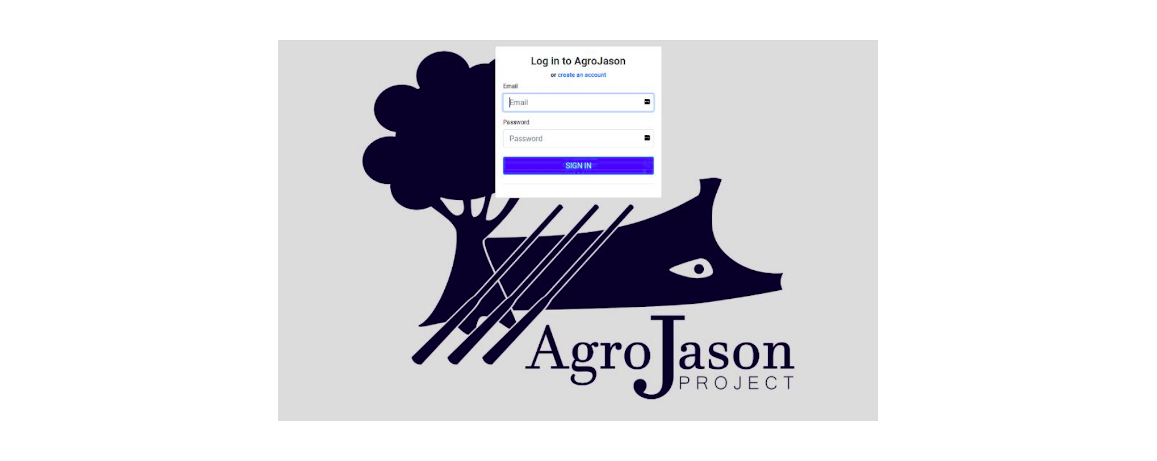 Log in to AgroJason
or create an account
Email
Email
Password
Password
SIGN IN
AgroJason
PROJECT